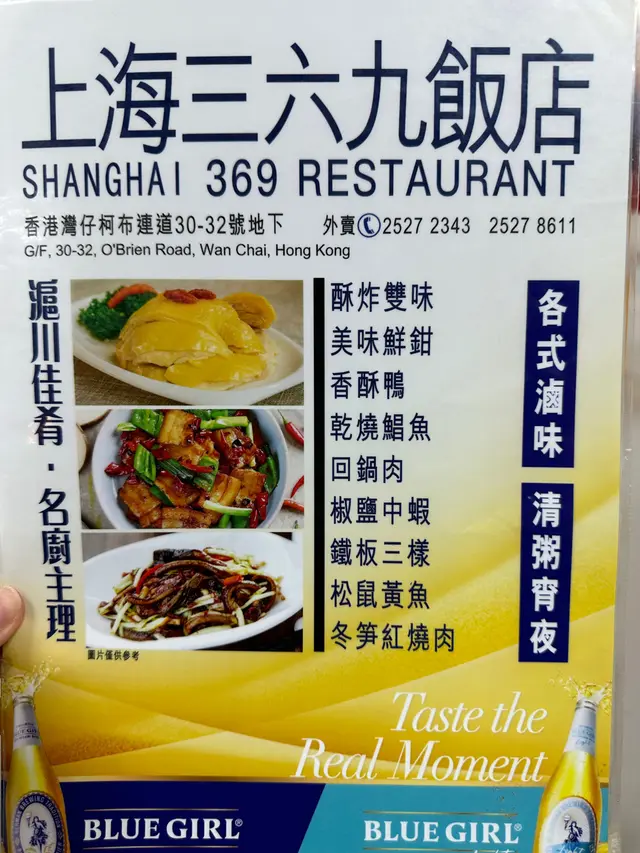 上海三六九飯店
SHANGHAI 369 RESTAURANT
香港灣仔柯布連道30-32號地下 外賣 2527 2343 2527 8611
G/F, 30-32, O'Brien Road, Wan Chai, Hong Kong
滬川佳肴·名廚主理
圖片僅供參考
酥炸雙味
美味鮮鉗
香酥鴨
乾燒鯧魚
回鍋肉
椒鹽中蝦
鐵板三樣
松鼠黃魚
冬笋紅燒肉
各式滷味
清粥宵夜
Taste the
Real Moment
BLUE GIRL®
BLUE GIRL®